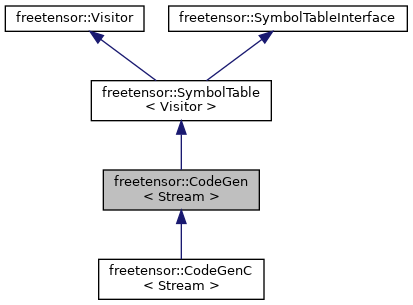 freetensor::Visitor
freetensor::SymbolTableInterface
freetensor::SymbolTable
< Visitor >
freetensor::CodeGen
< Stream >
freetensor::CodeGenC
< Stream >